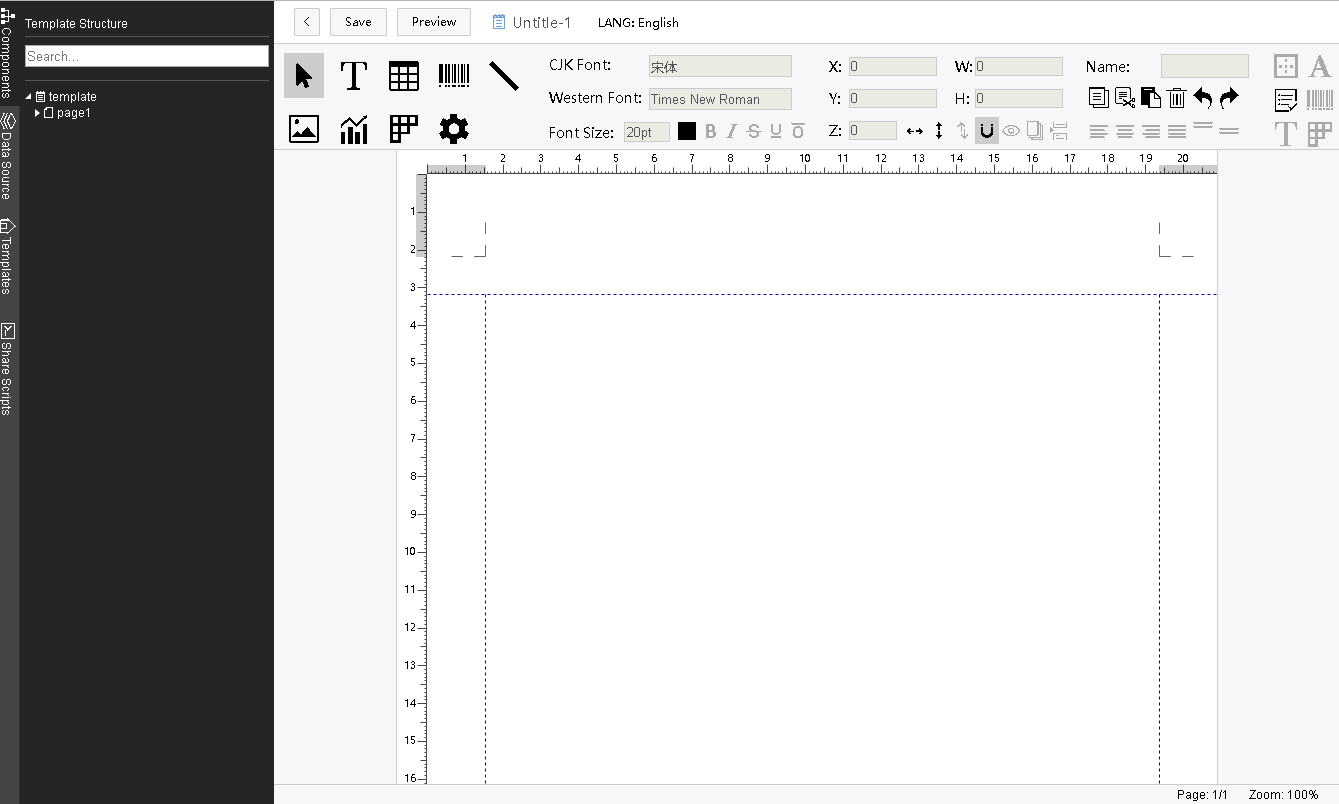 Components
Data Source
Templates
Share Scripts
Template Structure
Search...
template
page1
Save
Preview
Untitle-1
LANG: English
CJK Font:
宋体
Western Font:
Times New Roman
Font Size:
20pt
B I S U O
X:
0
Y:
0
Z:
0
W:
0
H:
0
Name:
1 2 3 4 5 6 7 8 9 10 11 12 13 14 15 16 17 18 19 20
1
2
3
4
5
6
7
8
9
10
11
12
13
14
15
16
Page: 1/1
Zoom: 100%